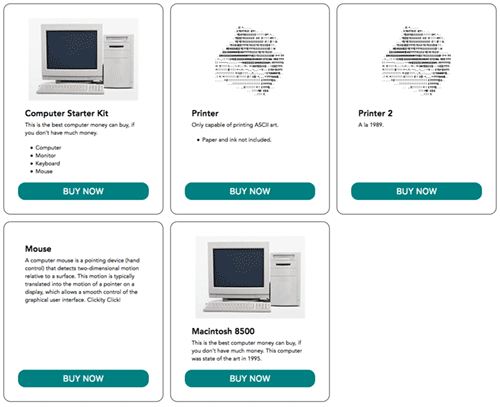 Computer Starter Kit
This is the best computer money can buy, if
you don't have much money.
Computer
Monitor
Keyboard
Mouse
BUY NOW
Printer
Only capable of printing ASCII art.
Paper and ink not included.
BUY NOW
Printer 2
A la 1989.
BUY NOW
Mouse
A computer mouse is a pointing device (hand
control) that detects two-dimensional motion
relative to a surface. This motion is typically
translated into the motion of a pointer on a
display, which allows a smooth control of the
graphical user interface. Clickity Click!
BUY NOW
Macintosh 8500
This is the best computer money can buy, if
you don't have much money. This computer
was state of the art in 1995.
BUY NOW